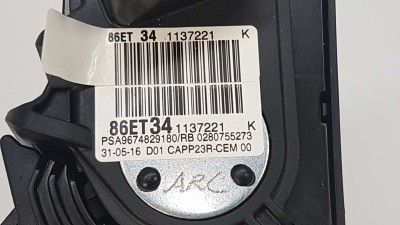 86ET 34 1137221 K
86ET34 1137221 K
PSA9674829180/RB 0280755273
31-05-16 D01 CAPP23R-CEM 00
ARC